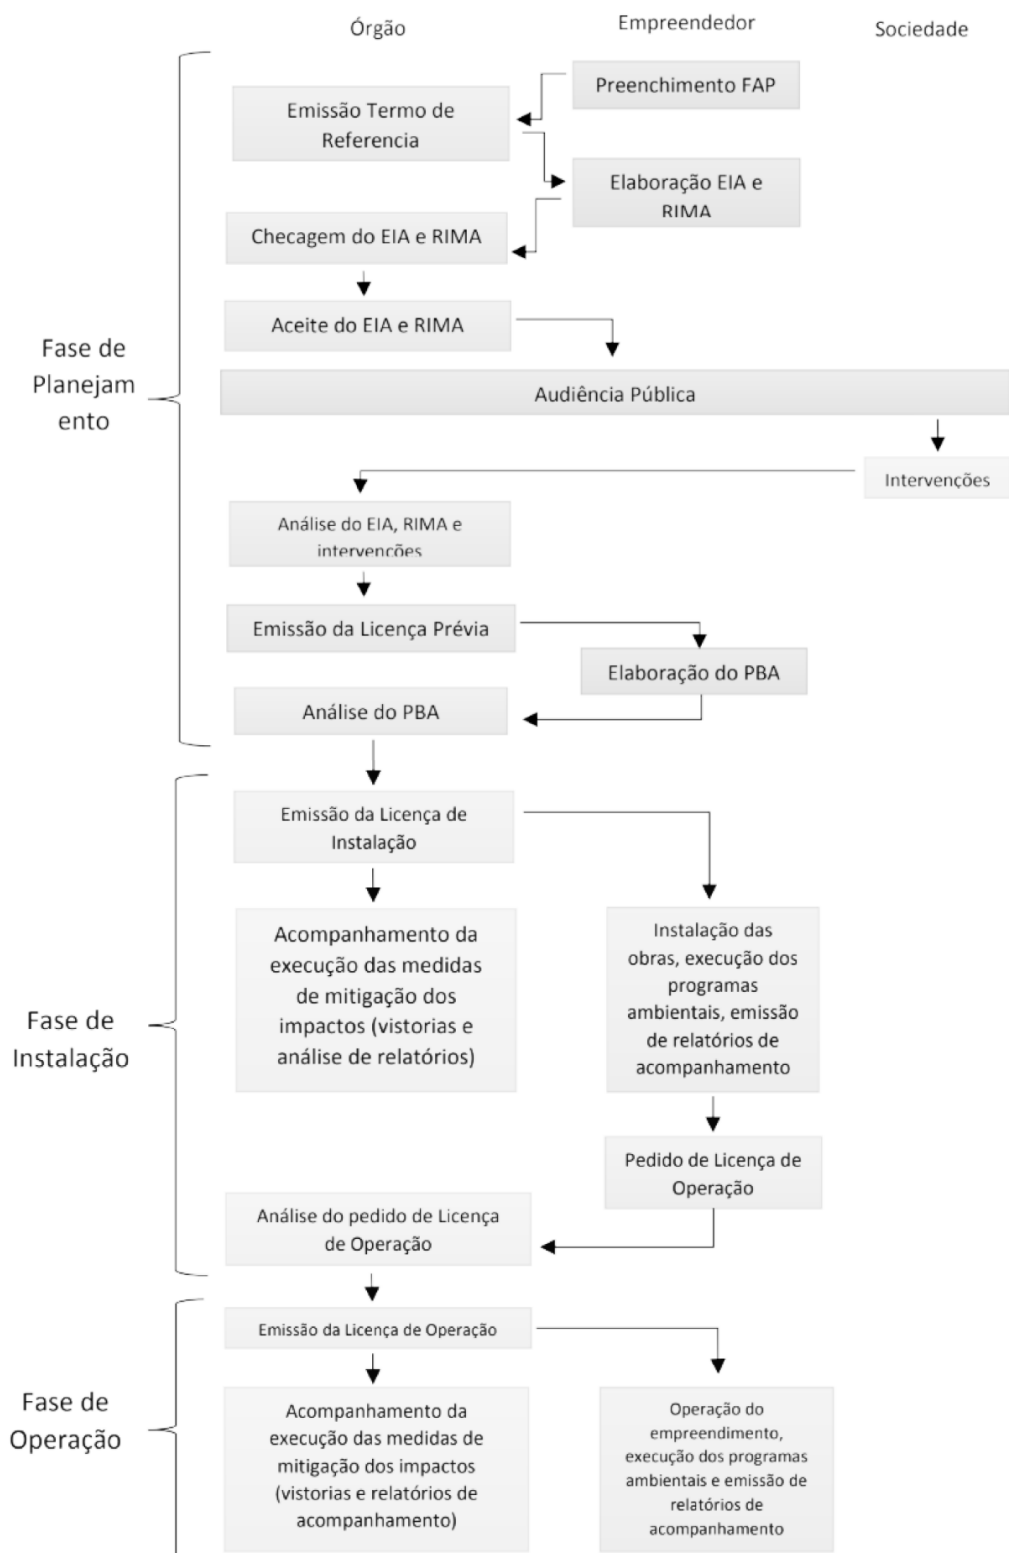 Órgão
Empreendedor
Sociedade
Preenchimento FAP
Emissão Termo de
Referencia
Elaboração EIA e
RIMA
Checagem do EIA e RIMA
Aceite do EIA e RIMA
Fase de
Planejam
ento
Audiência Pública
Intervenções
Análise do EIA, RIMA e
intervenções
Emissão da Licença Prévia
Elaboração do PBA
Análise do PBA
Emissão da Licença de
Instalação
Acompanhamento da
execução das medidas
de mitigação dos
impactos (vistorias e
análise de relatórios)
Instalação das
obras, execução dos
programas
ambientais, emissão
de relatórios de
acompanhamento
Fase de
Instalação
Pedido de Licença de
Operação
Análise do pedido de Licença
de Operação
Emissão da Licença de Operação
Fase de
Operação
Acompanhamento da
execução das medidas de
mitigação dos impactos
(vistorias e relatórios de
acompanhamento)
Operação do
empreendimento,
execução dos programas
ambientais e emissão de
relatórios de
acompanhamento